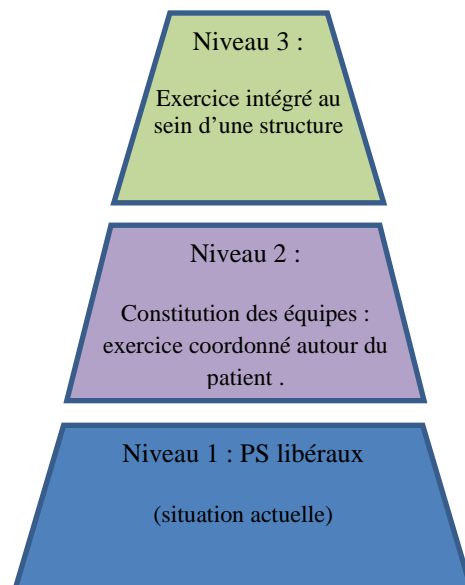 Niveau 3 :
Exercice intégré au
sein d'une structure
Niveau 2 :
Constitution des équipes :
exercice coordonné autour du
patient .
Niveau 1 : PS libéraux
(situation actuelle)